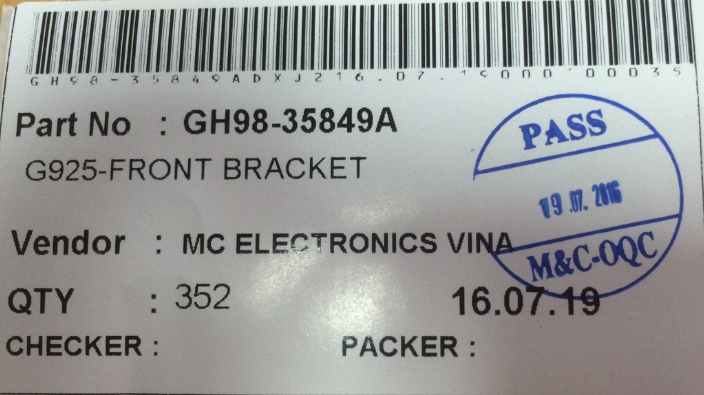 GH98-35849ADXJ216.07.19000'00035
Part No : GH98-35849A
G925-FRONT BRACKET
Vendor : MC ELECTRONICS VINA
QTY : 352
16.07.19
CHECKER :
PACKER :
PASS
19.07.2016
M&C-OQC